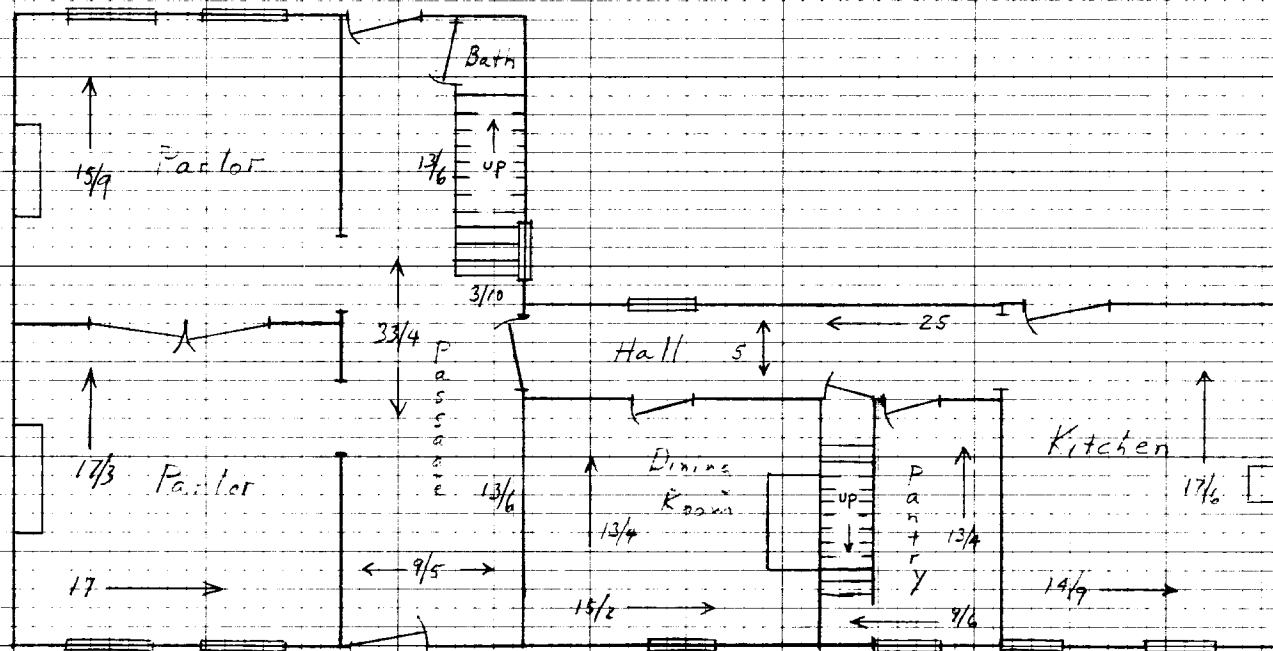 Bath
15/9
Parlor
13/6
up
3/10
33/4
Passage
Hall
5
25
17/3
Parlor
13/6
Dining
Room
up
Pantry
Kitchen
17/6
13/4
13/4
17
9/5
15/2
9/6
14/9